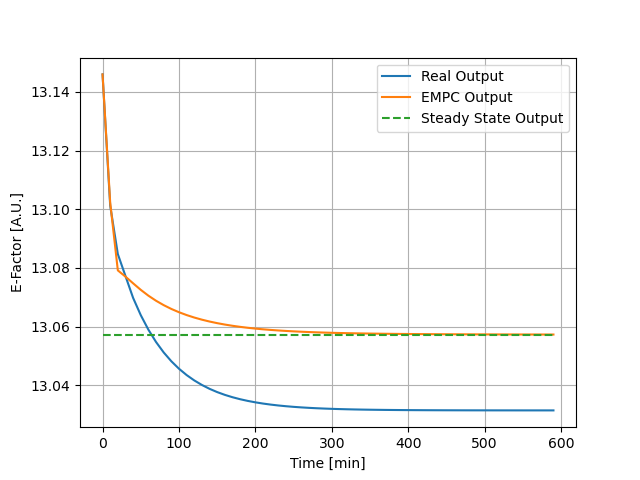 Real Output
EMPC Output
Steady State Output
E-Factor [A.U.]
13.14
13.12
13.10
13.08
13.06
13.04
0 100 200 300 400 500 600
Time [min]